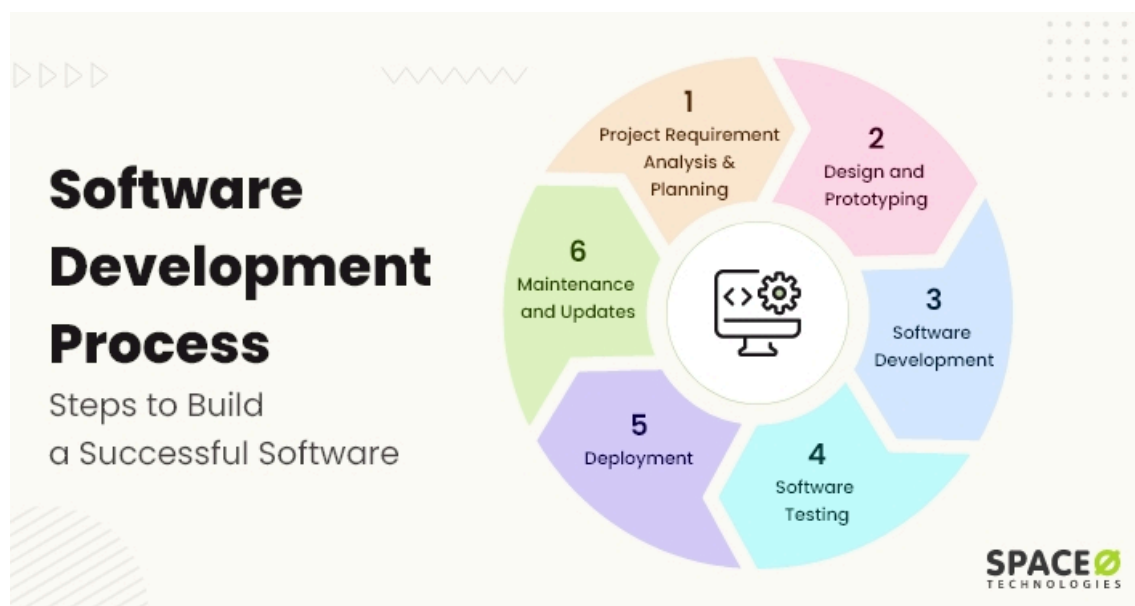 Software
Development
Process
Steps to Build
a Successful Software
1
Project Requirement
Analysis &
Planning
2
Design and
Prototyping
3
Software
Development
4
Software
Testing
5
Deployment
6
Maintenance
and Updates
< >
SPACEØ
TECHNOLOGIES